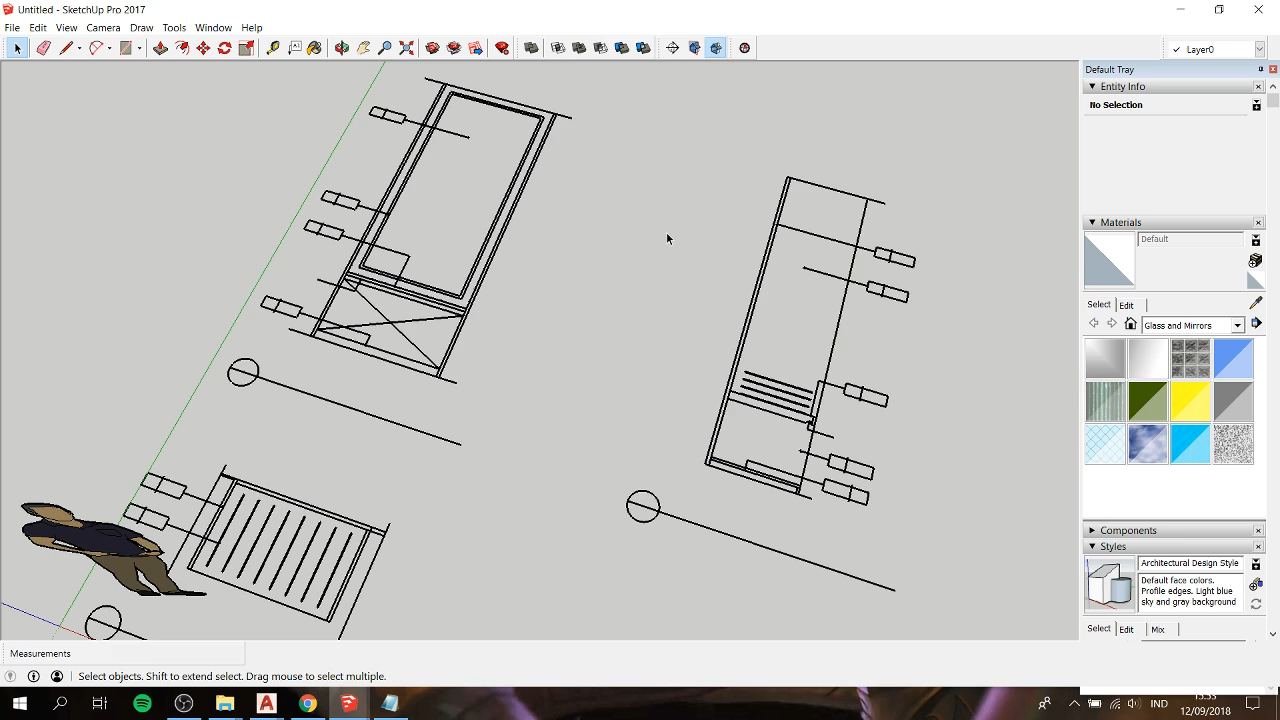 Untitled - SketchUp Pro 2017
File Edit View Camera Draw Tools Window Help
Layer0
Default Tray
Entity Info
No Selection
Materials
Default
Select Edit
Glass and Mirrors
Components
Styles
Architectural Design Style
Default face colors.
Profile edges. Light blue
sky and gray background
Select Edit Mix
Measurements
Select objects. Shift to extend select. Drag mouse to select multiple.
IND
12/09/2018